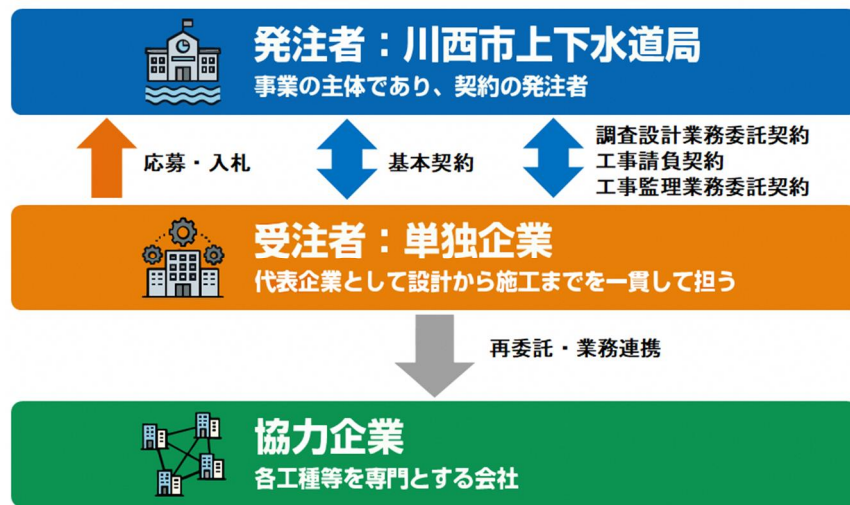 発注者：川西市上下水道局
事業の主体であり、契約の発注者
応募・入札
基本契約
調査設計業務委託契約
工事請負契約
工事監理業務委託契約
受注者：単独企業
代表企業として設計から施工までを一貫して担う
再委託・業務連携
協力企業
各工種等を専門とする会社